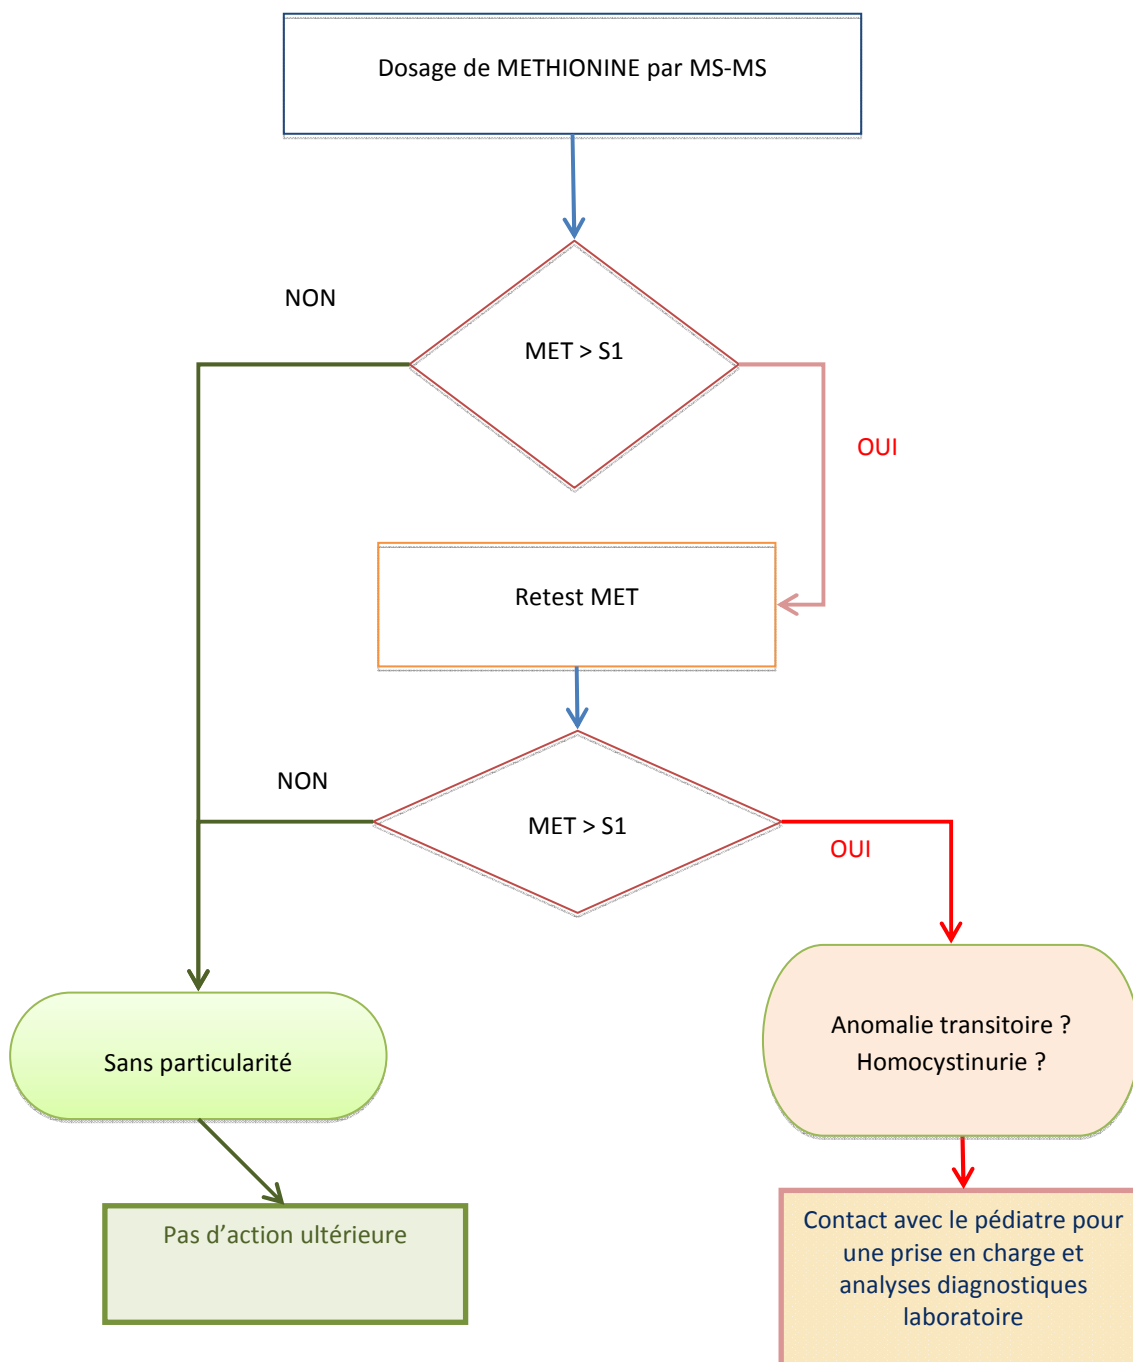 Dosage de METHIONINE par MS-MS
NON
MET > S1
OUI
Retest MET
NON
MET > S1
OUI
Anomalie transitoire ?
Homocystinurie ?
Sans particularité
Pas d’action ultérieure
Contact avec le pédiatre pour
une prise en charge et
analyses diagnostiques
laboratoire